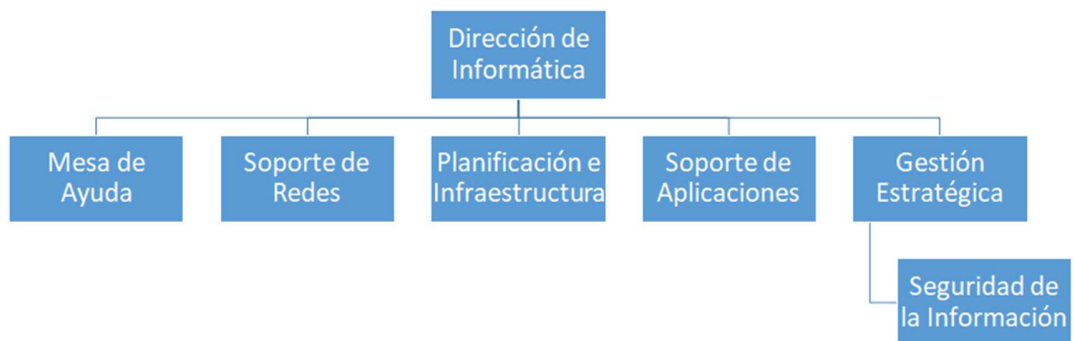 Dirección de
Informática
Mesa de
Ayuda
Soporte de
Redes
Planificación e
Infraestructura
Soporte de
Aplicaciones
Gestión
Estratégica
Seguridad de
la Información